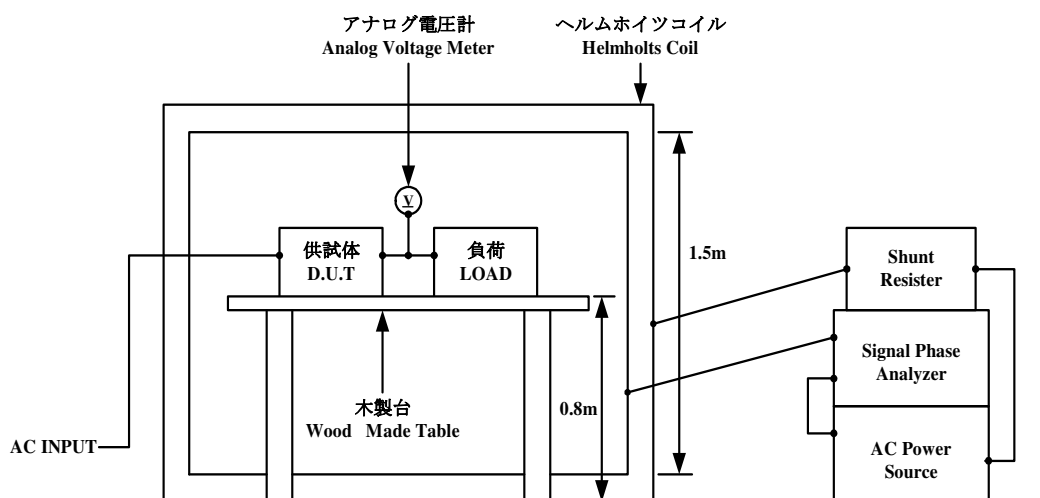 アナログ電圧計
Analog Voltage Meter
ヘルムホイツコイル
Helmholts Coil
V
供試体
D.U.T
負荷
LOAD
1.5m
Shunt
Resister
Signal Phase
Analyzer
木製台
Wood Made Table
0.8m
AC INPUT
AC Power
Source